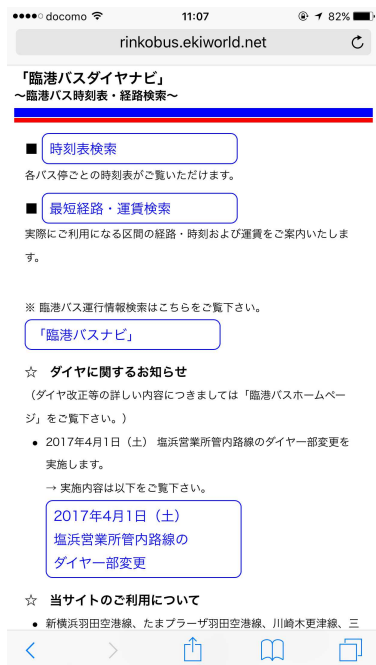 docomo 11:07 82%
rinkobus.ekiworld.net
「臨港バスダイヤナビ」
〜臨港バス時刻表・経路検索〜
■ 時刻表検索
各バス停ごとの時刻表がご覧いただけます。
■ 最短経路・運賃検索
実際にご利用になる区間の経路・時刻および運賃をご案内いたしま
す。
※ 臨港バス運行情報検索はこちらをご覧下さい。
「臨港バスナビ」
☆ ダイヤに関するお知らせ
（ダイヤ改正等の詳しい内容につきましては「臨港バスホームペー
ジ」をご覧下さい。）
● 2017年4月1日（土） 塩浜営業所管内路線のダイヤ一部変更を
実施します。
→ 実施内容は以下をご覧下さい。
2017年4月1日（土）
塩浜営業所管内路線の
ダイヤ一部変更
☆ 当サイトのご利用について
● 新横浜羽田空港線、たまプラーザ羽田空港線、川崎木更津線、三